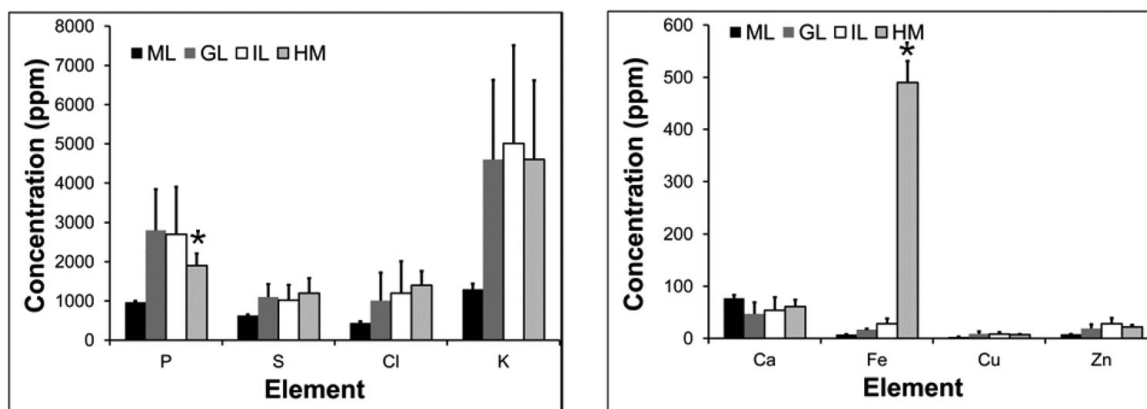 8000
7000
6000
5000
4000
3000
2000
1000
0
Concentration (ppm)
ML GL IL HM
*
P S Cl K
Element
600
500
400
300
200
100
0
Concentration (ppm)
ML GL IL HM
*
Ca Fe Cu Zn
Element